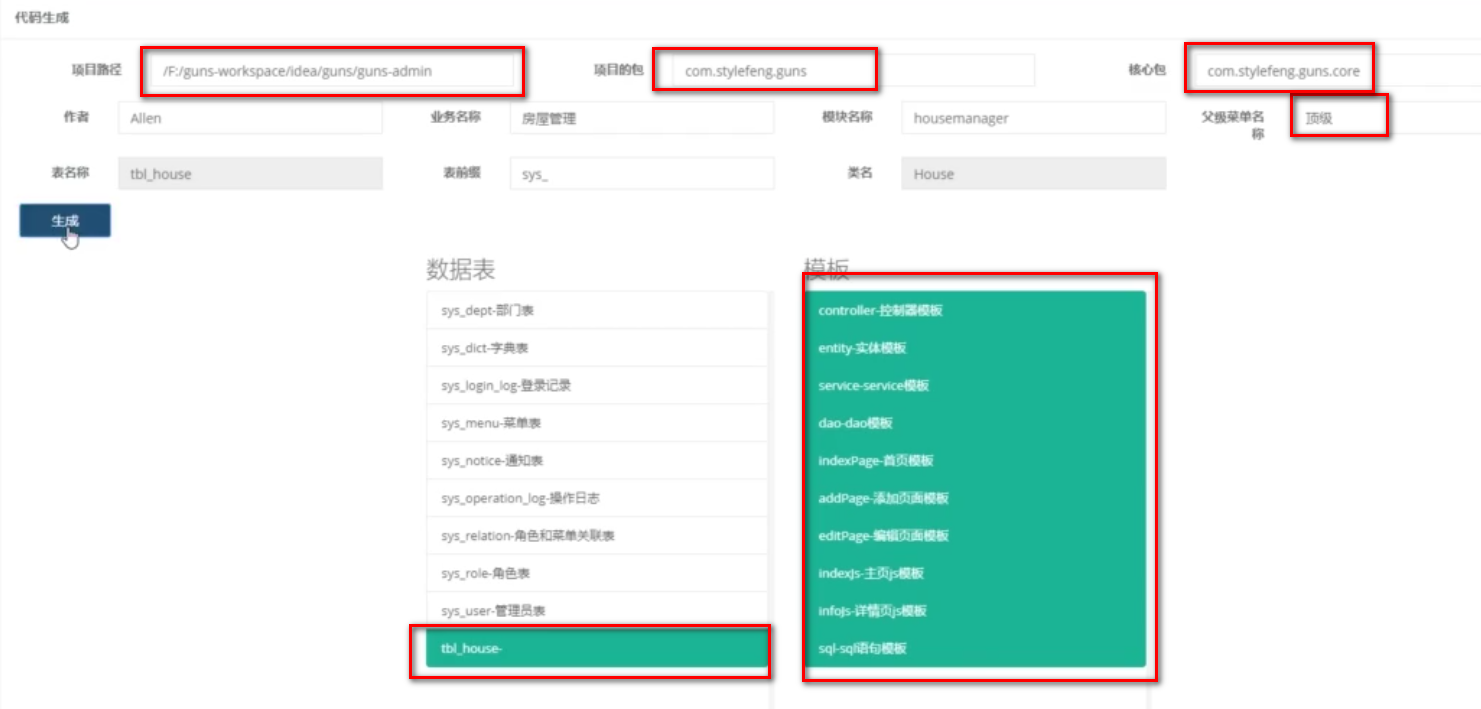 代码生成
项目路径 /F:/guns-workspace/idea/guns/guns-admin 项目的包 com.stylefeng.guns 核心包 com.stylefeng.guns.core
作者 Allen 业务名称 房屋管理 模块名称 housemanager 父级菜单名称 顶级
表名称 tbl_house 表前缀 sys_ 类名 House
生成
数据表
sys_dept-部门表
sys_dict-字典表
sys_login_log-登录记录
sys_menu-菜单表
sys_notice-通知表
sys_operation_log-操作日志
sys_relation-角色和菜单关联表
sys_role-角色表
sys_user-管理员表
tbl_house-
模板
controller-控制器模板
entity-实体模板
service-service模板
dao-dao模板
indexPage-首页模板
addPage-添加页面模板
editPage-编辑页面模板
indexJs-主页js模板
infoJs-详情页js模板
sql-sql语句模板